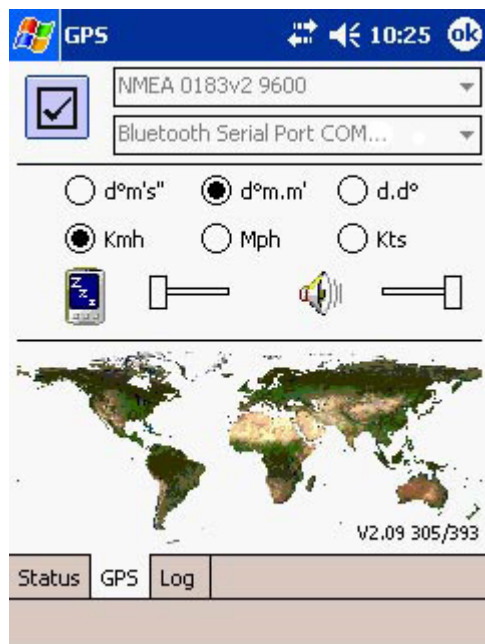 GPS 10:25 ok
NMEA 0183v2 9600
Bluetooth Serial Port COM...
d°m's" d°m.m' d.d°
Kmh Mph Kts
z z z
V2.09 305/393
Status GPS Log